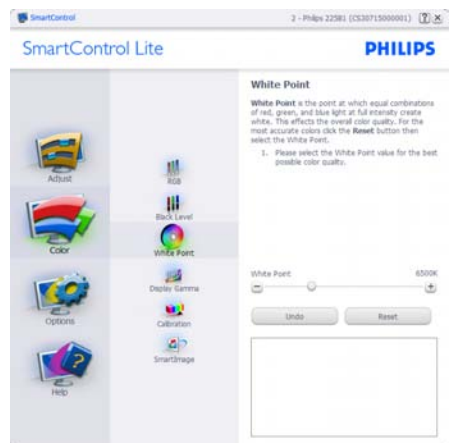 SmartControl
2 - Philips 225B1 (CS30715000001)
SmartControl Lite
PHILIPS
Adjust
Color
Options
Help
RGB
Black Level
White Point
Display Gamma
Calibration
SmartImage
White Point
White Point is the point at which equal combinations
of red, green, and blue light at full intensity create
white. This effects the overall color quality. For the
most accurate colors click the Reset button then
select the White Point.
1. Please select the White Point value for the best
possible color quality.
White Point 6500K
Undo Reset